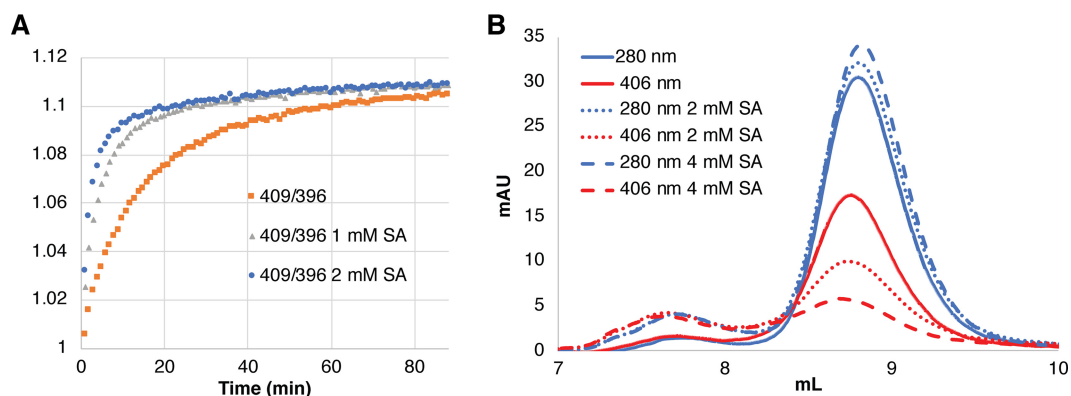 A
1.12
1.1
1.08
1.06
1.04
1.02
1
0
20
40
60
80
Time (min)
409/396
409/396 1 mM SA
409/396 2 mM SA
B
35
30
25
20
15
10
5
0
mAU
7
8
9
10
mL
280 nm
406 nm
280 nm 2 mM SA
406 nm 2 mM SA
280 nm 4 mM SA
406 nm 4 mM SA